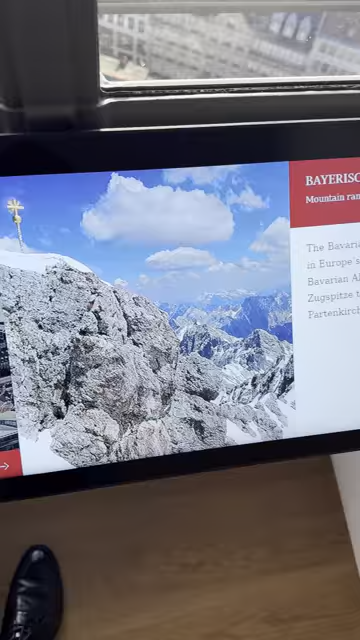 BAYERISC
Mountain ran
The Bavaria
in Europe s
Bavarian Al
Zugspitze t
Partenkirch
→